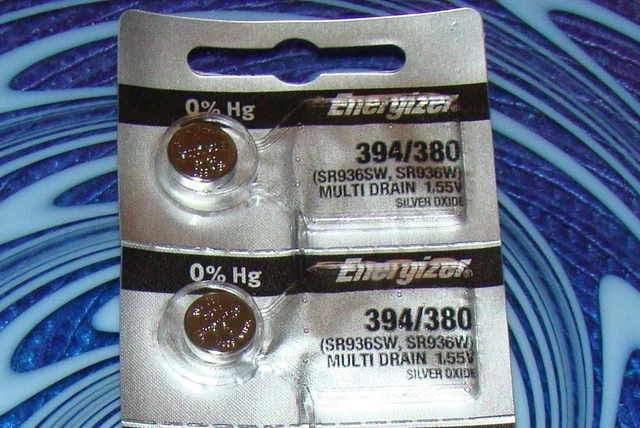 0% Hg Energizer.
394/380
(SR936SW, SR936W)
MULTI DRAIN 1.55V
SILVER OXIDE
0% Hg Energizer.
394/380
(SR936SW, SR936W)
MULTI DRAIN 1.55V
SILVER OXIDE